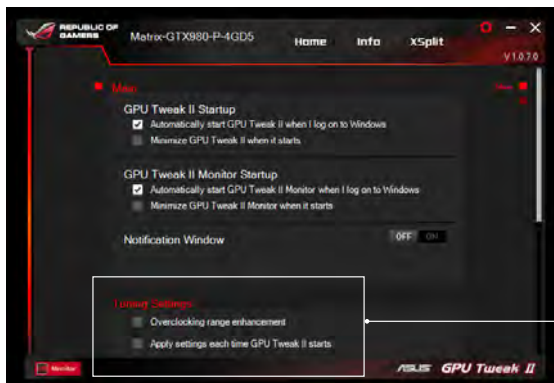 REPUBLIC OF
GAMERS
Matrix-GTX980-P-4GD5
Home Info XSplit
V1.0.7.0
Main
GPU Tweak II Startup
Automatically start GPU Tweak II when I log on to Windows
Minimize GPU Tweak II when it starts
GPU Tweak II Monitor Startup
Automatically start GPU Tweak II Monitor when I log on to Windows
Minimize GPU Tweak II Monitor when it starts
Notification Window OFF ON
Tuning Settings
Overclocking range enhancement
Apply settings each time GPU Tweak II starts
Monitor ASUS GPU Tweak II